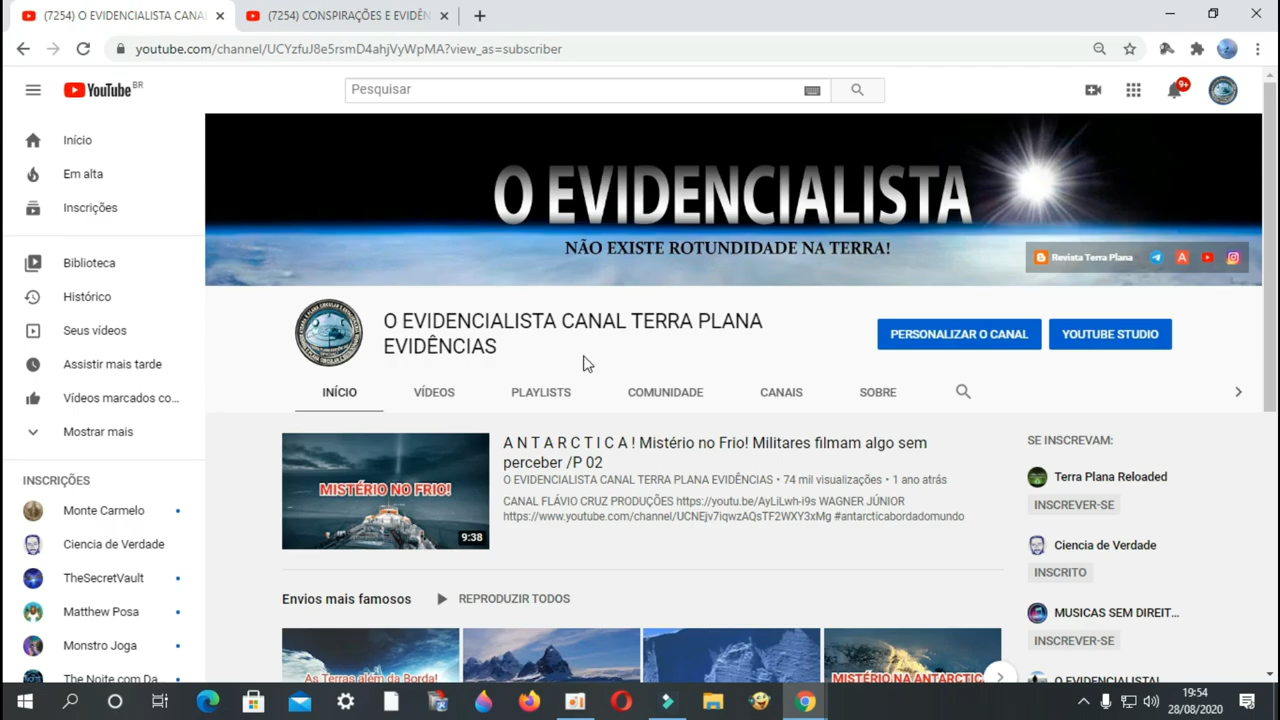 (7254) O EVIDENCIALISTA CANA
(7254) CONSPIRAÇÕES E EVIDÊN
youtube.com/channel/UCYzfuJ8e5rsmD4ahjVyWpMA?view_as=subscriber
YouTube BR
Pesquisar
9+
Início
Em alta
Inscrições
Biblioteca
Histórico
Seus vídeos
Assistir mais tarde
Vídeos marcados co...
Mostrar mais
INSCRIÇÕES
Monte Carmelo
Ciencia de Verdade
TheSecretVault
Matthew Posa
Monstro Joga
The Noite com Da
O EVIDENCIALISTA
NÃO EXISTE ROTUNDIDADE NA TERRA!
Revista Terra Plana
O EVIDENCIALISTA CANAL TERRA PLANA
EVIDÊNCIAS
PERSONALIZAR O CANAL
YOUTUBE STUDIO
INÍCIO
VÍDEOS
PLAYLISTS
COMUNIDADE
CANAIS
SOBRE
MISTÉRIO NO FRIO!
9:38
A N T A R C T I C A ! Mistério no Frio! Militares filmam algo sem
perceber /P 02
O EVIDENCIALISTA CANAL TERRA PLANA EVIDÊNCIAS • 74 mil visualizações • 1 ano atrás
CANAL FLÁVIO CRUZ PRODUÇÕES https://youtu.be/AyLiLwh-i9s WAGNER JÚNIOR
https://www.youtube.com/channel/UCNEjv7iqwzAQsTF2WXY3xMg #antarcticabordadomundo
Envios mais famosos
REPRODUZIR TODOS
As Terras além da Borda!
MISTÉRIO NA ANTÁRTIC
SE INSCREVAM:
Terra Plana Reloaded
INSCREVER-SE
Ciencia de Verdade
INSCRITO
MUSICAS SEM DIREIT...
INSCREVER-SE
O EVIDENCIALISTA!
19:54
28/08/2020